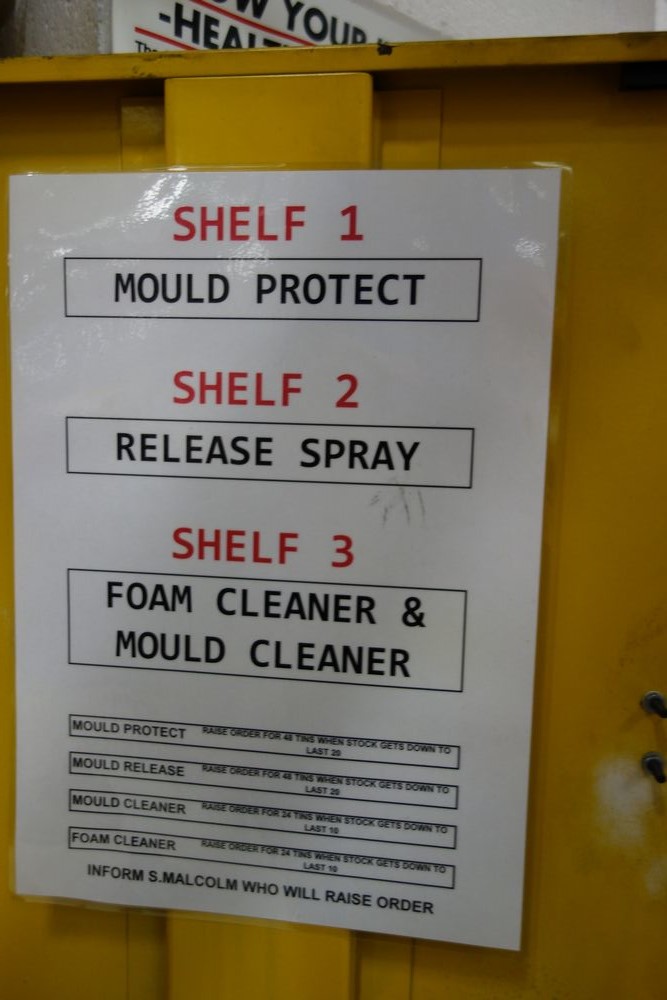 OW YOUR
-HEAL
The
SHELF 1
MOULD PROTECT
SHELF 2
RELEASE SPRAY
SHELF 3
FOAM CLEANER &
MOULD CLEANER
MOULD PROTECT RAISE ORDER FOR 48 TINS WHEN STOCK GETS DOWN TO
LAST 20
MOULD RELEASE RAISE ORDER FOR 48 TINS WHEN STOCK GETS DOWN TO
LAST 20
MOULD CLEANER RAISE ORDER FOR 24 TINS WHEN STOCK GETS DOWN TO
LAST 10
FOAM CLEANER RAISE ORDER FOR 24 TINS WHEN STOCK GETS DOWN TO
LAST 10
INFORM S.MALCOLM WHO WILL RAISE ORDER